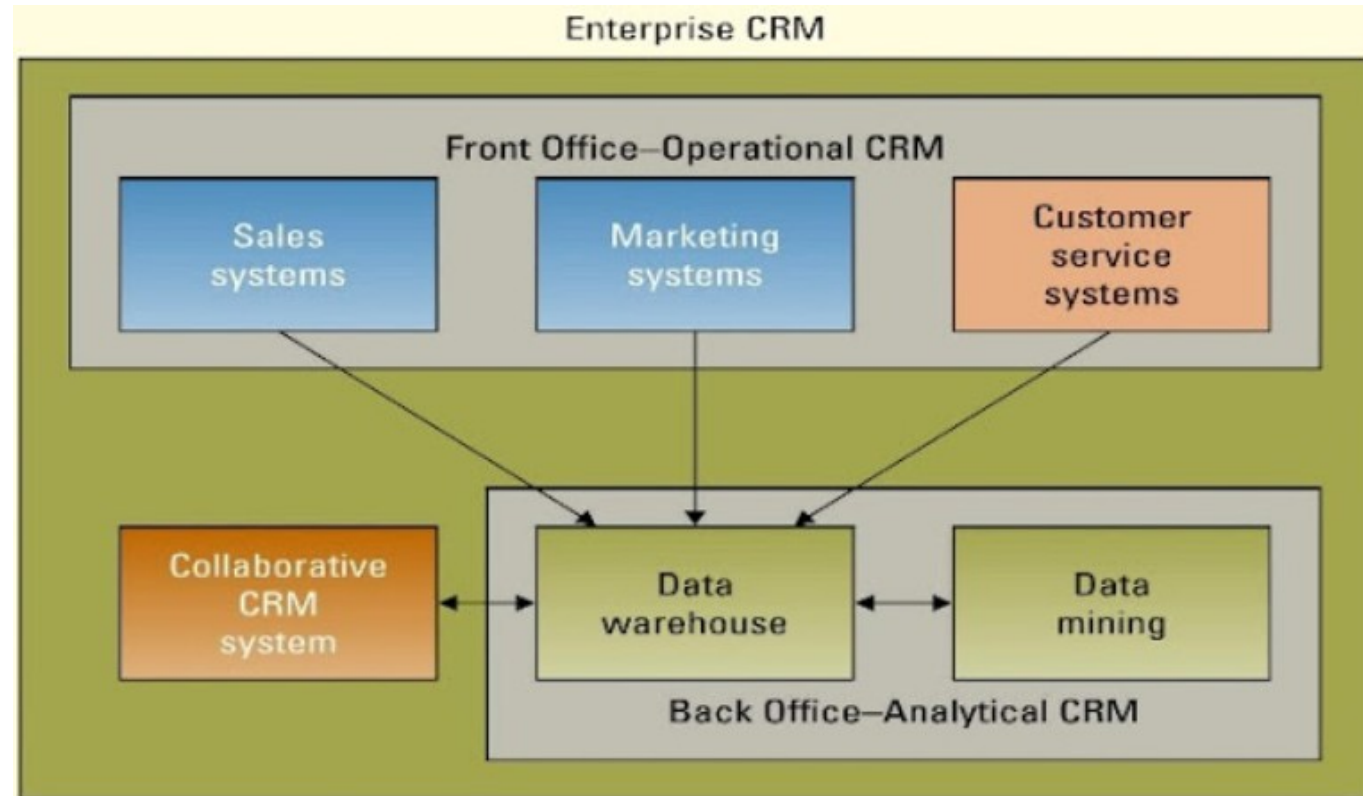 Enterprise CRM
Front Office–Operational CRM
Sales
systems
Marketing
systems
Customer
service
systems
Collaborative
CRM
system
Data
warehouse
Data
mining
Back Office–Analytical CRM